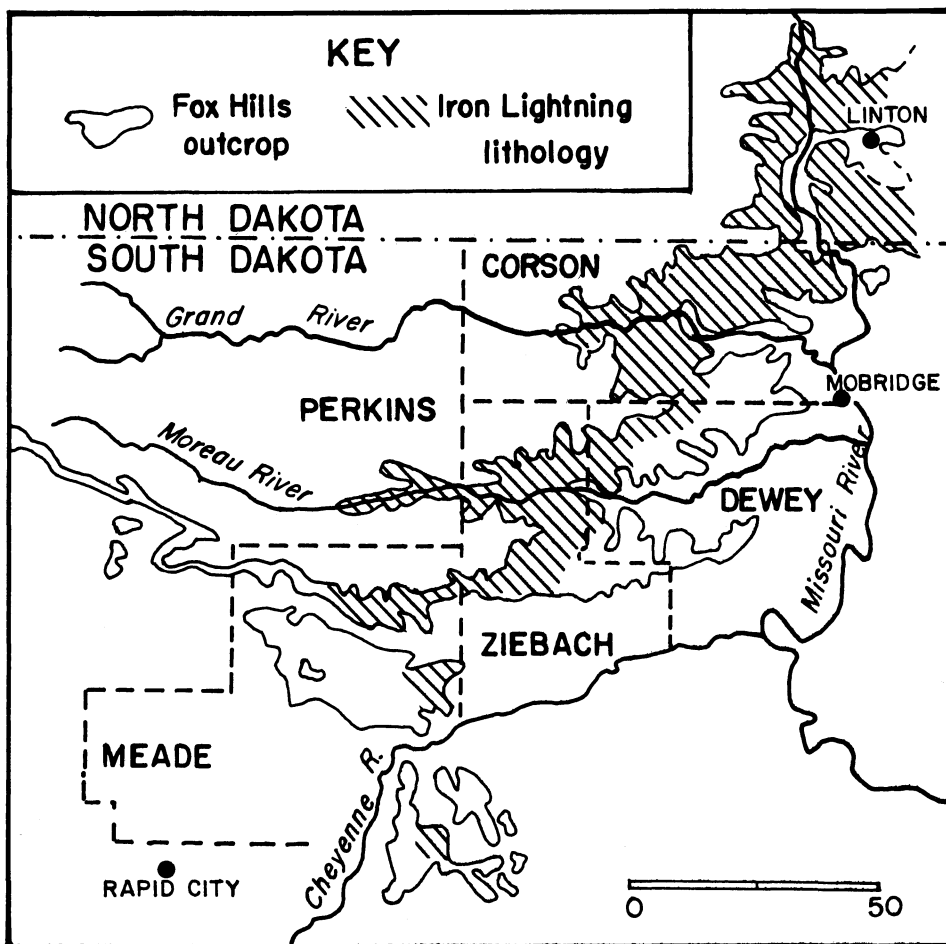 KEY
Fox Hills
outcrop
Iron Lightning
lithology
LINTON
NORTH DAKOTA
SOUTH DAKOTA
CORSON
Grand River
MOBRIDGE
PERKINS
Moreau River
DEWEY
Missouri River
ZIEBACH
MEADE
Cheyenne R.
RAPID CITY
0 50